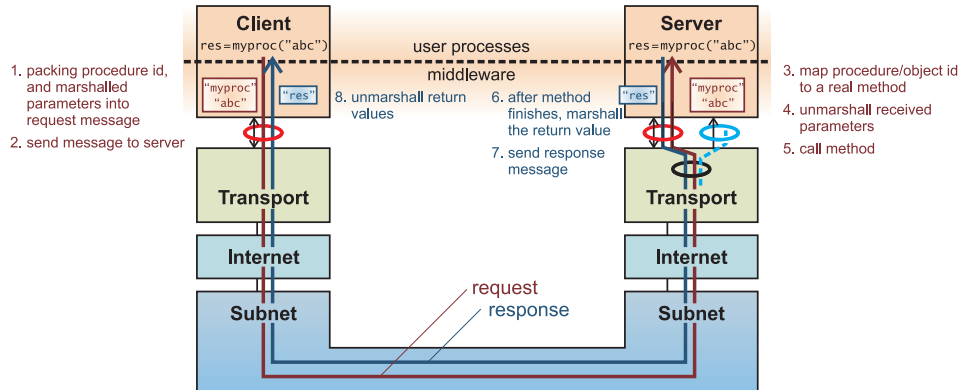 Client
res=myproc("abc")
user processes
middleware
Server
res=myproc("abc")
1. packing procedure id,
and marshalled
parameters into
request message
2. send message to server
“myproc”
“abc”
“res”
8. unmarshall return
values
6. after method
finishes, marshall
the return value
7. send response
message
“res”
“myproc”
“abc”
3. map procedure/object id
to a real method
4. unmarshall received
parameters
5. call method
Transport
Transport
Internet
Internet
Subnet
request
response
Subnet